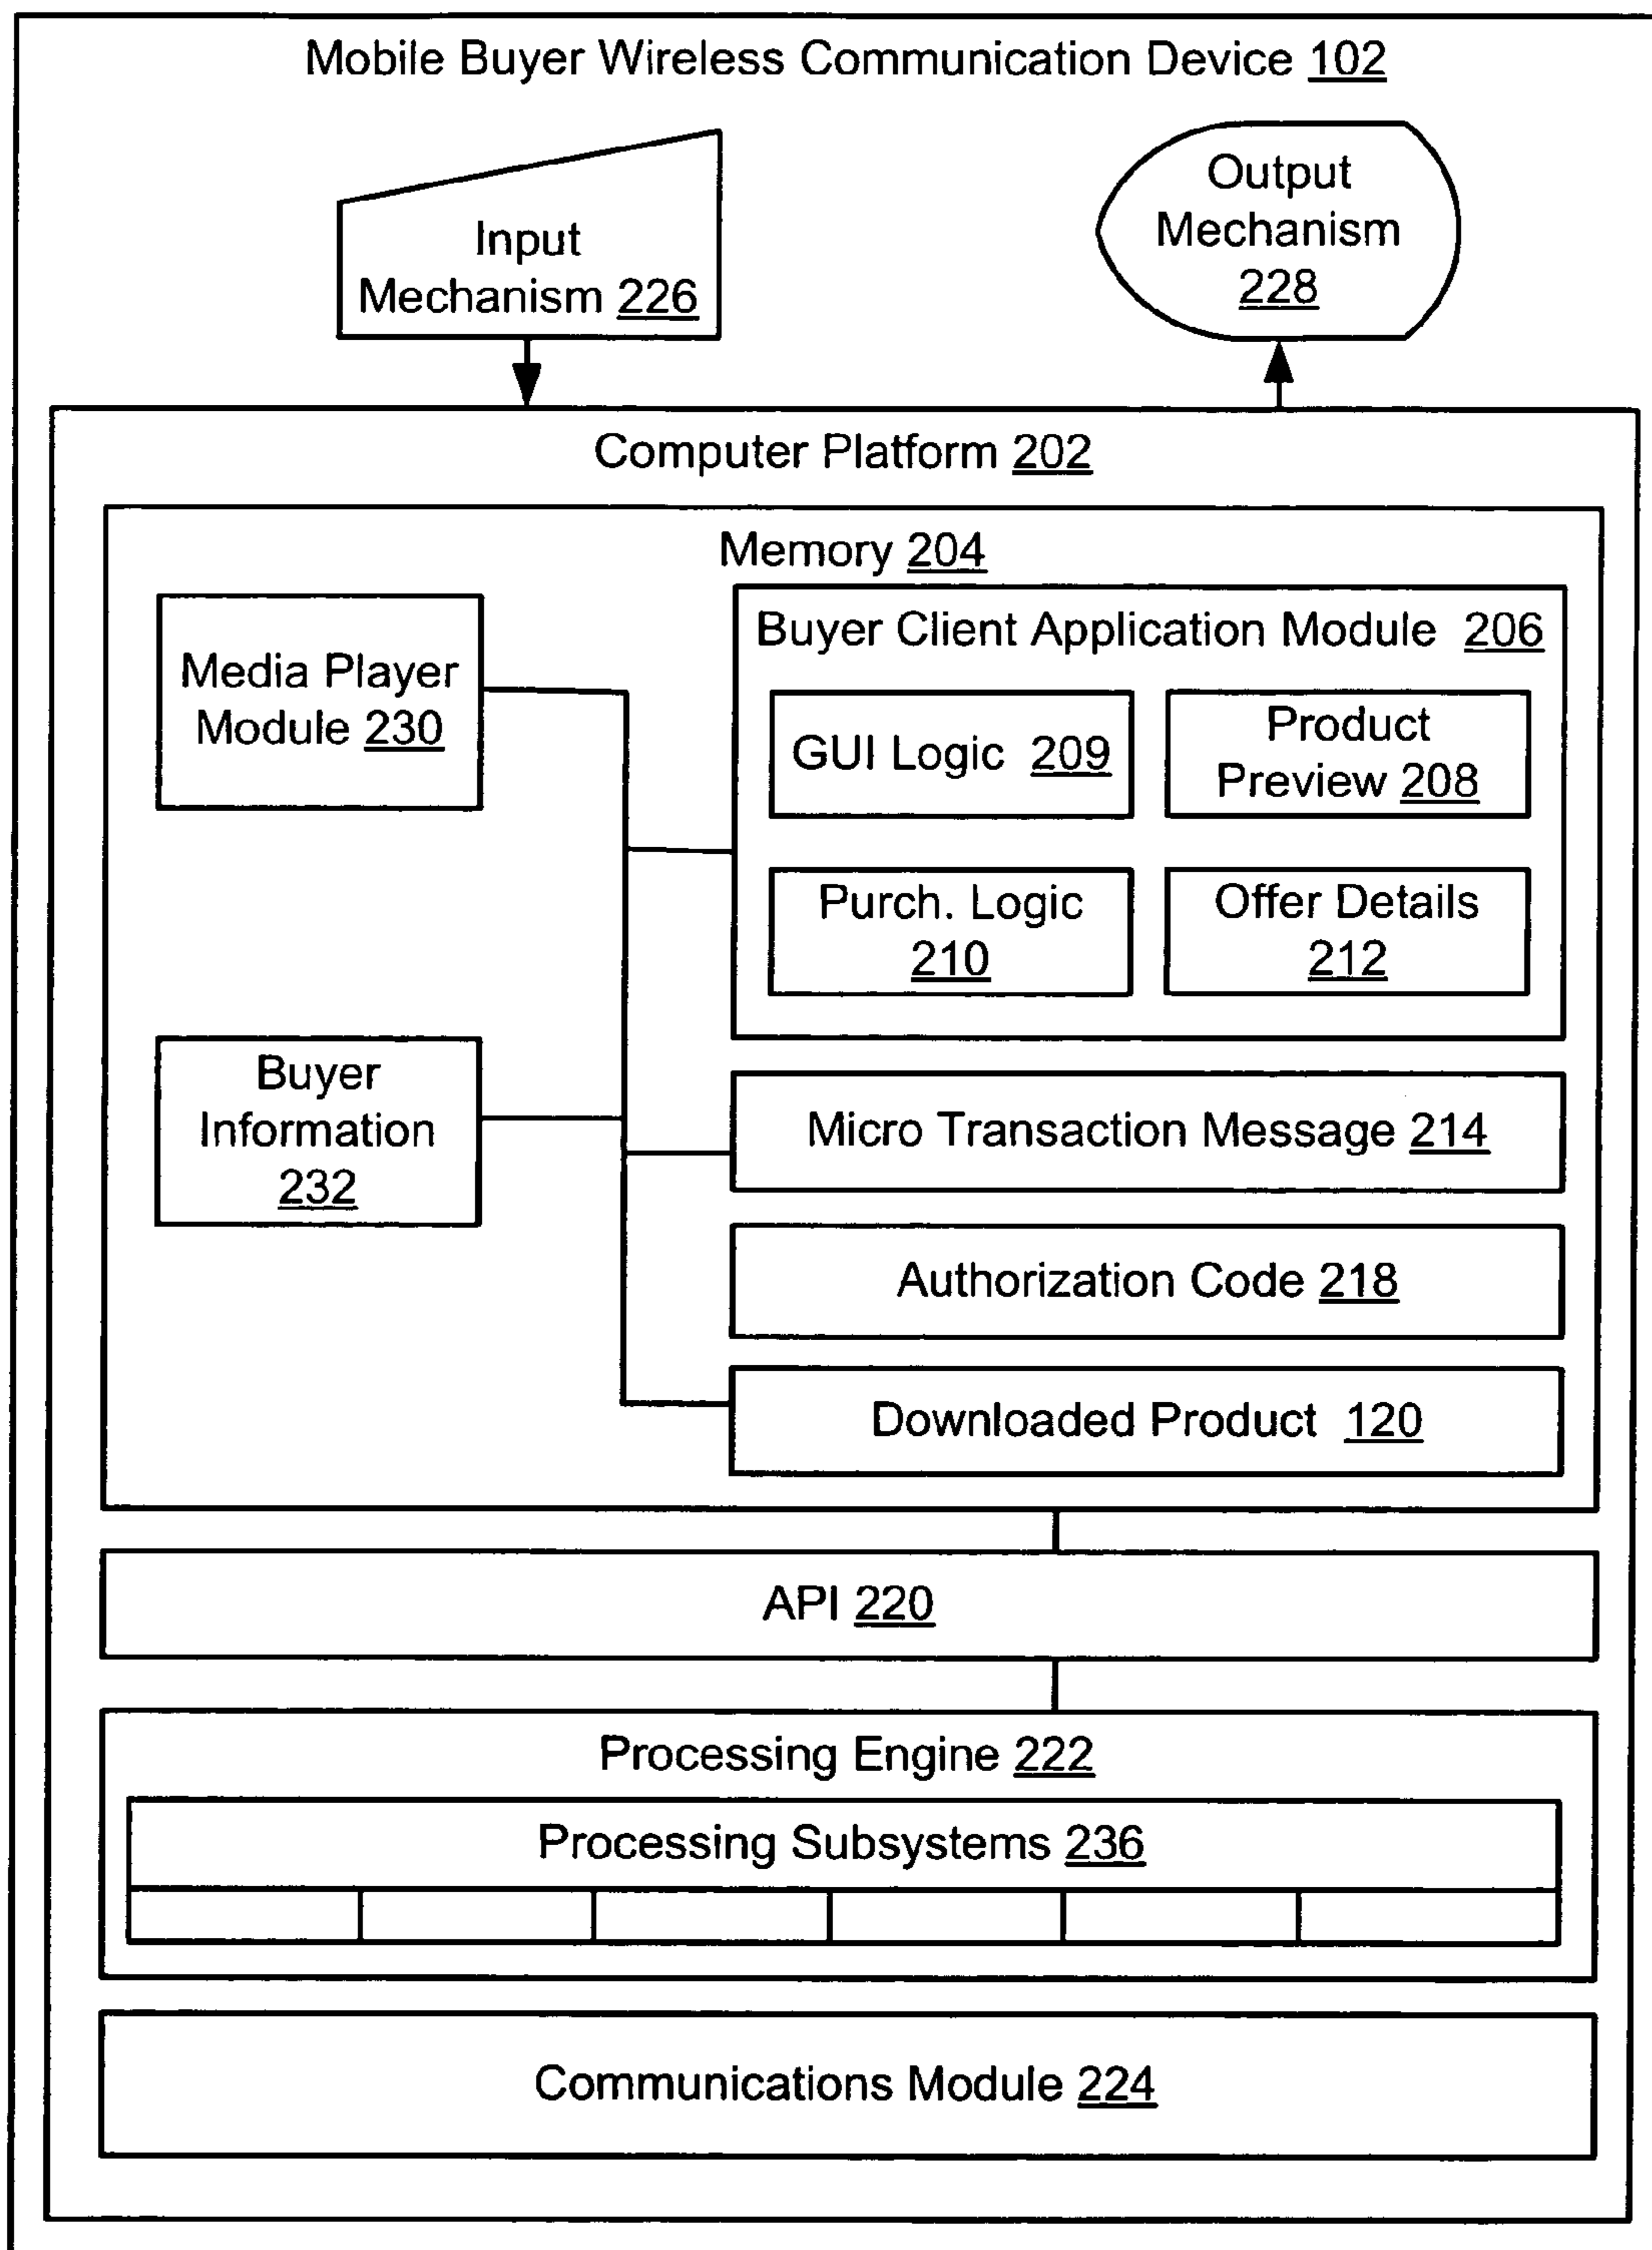 Mobile Buyer Wireless Communication Device 102
Input
Mechanism 226
Output
Mechanism
228
Computer Platform 202
Memory 204
Media Player
Module 230
Buyer Client Application Module 206
GUI Logic 209
Product
Preview 208
Purch. Logic
210
Offer Details
212
Buyer
Information
232
Micro Transaction Message 214
Authorization Code 218
Downloaded Product 120
API 220
Processing Engine 222
Processing Subsystems 236
Communications Module 224